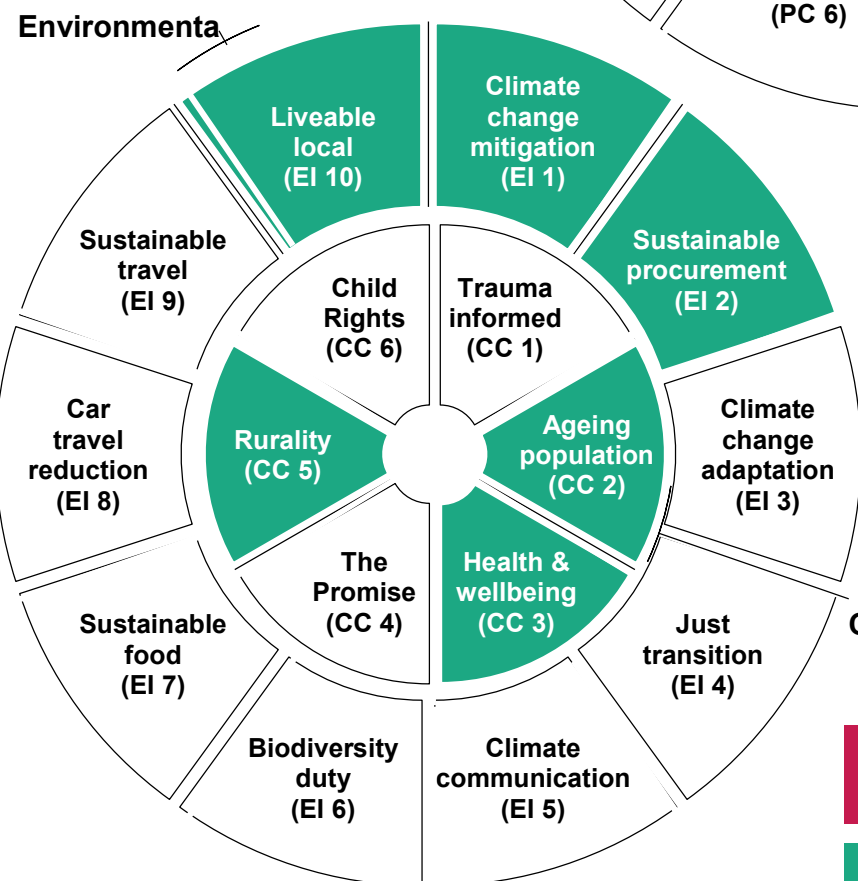 (PC 6)
Environmenta
Liveable
local
(EI 10)
Climate
change
mitigation
(EI 1)
Sustainable
procurement
(EI 2)
Climate
change
adaptation
(EI 3)
Just
transition
(EI 4)
Climate
communication
(EI 5)
Biodiversity
duty
(EI 6)
Sustainable
food
(EI 7)
Car
travel
reduction
(EI 8)
Sustainable
travel
(EI 9)
Trauma
informed
(CC 1)
Ageing
population
(CC 2)
Health &
wellbeing
(CC 3)
The
Promise
(CC 4)
Rurality
(CC 5)
Child
Rights
(CC 6)